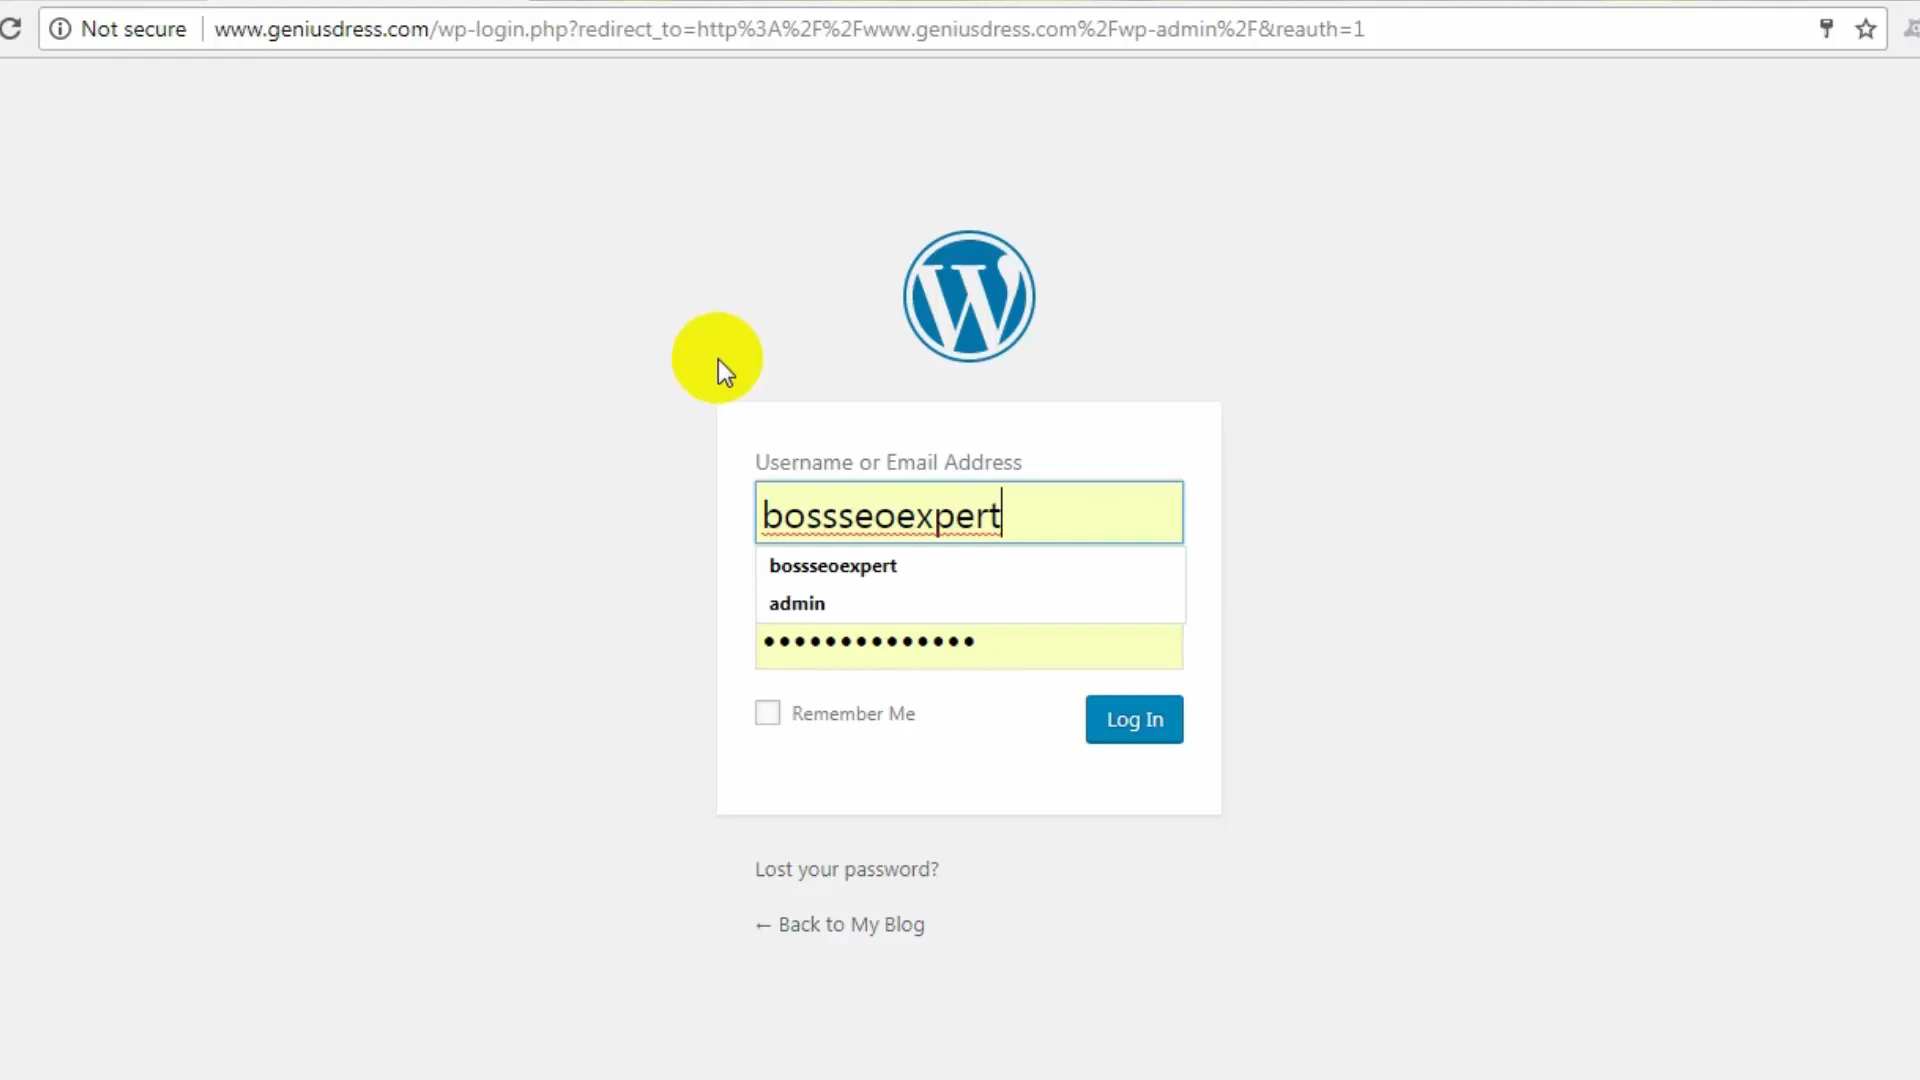 Not secure
www.geniusdress.com/wp-login.php?redirect_to=http%3A%2F%2Fwww.geniusdress.com%2Fwp-admin%2F&reauth=1
Username or Email Address
bossseoexpert
bossseoexpert
admin
••••••••••••••
Remember Me
Log In
Lost your password?
← Back to My Blog